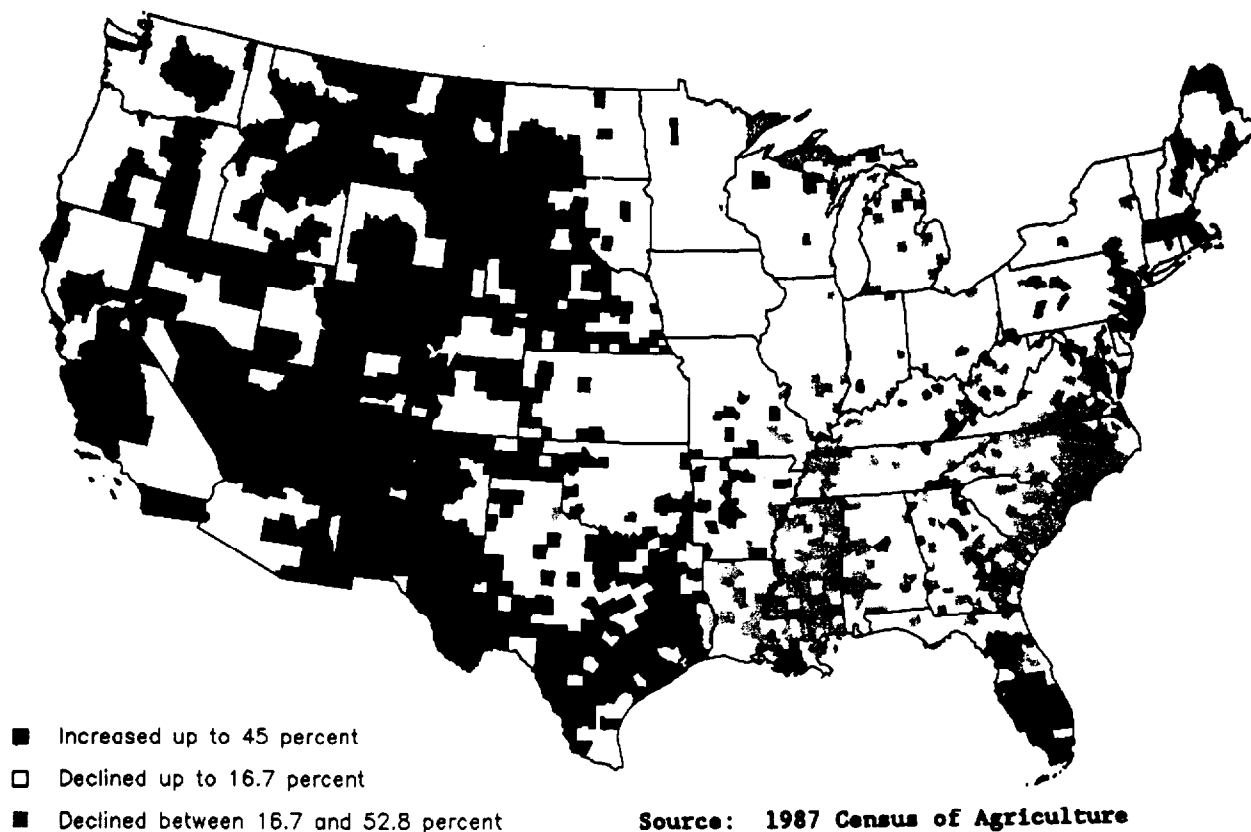 Increased up to 45 percent
Declined up to 16.7 percent
Declined between 16.7 and 52.8 percent
Source: 1987 Census of Agriculture